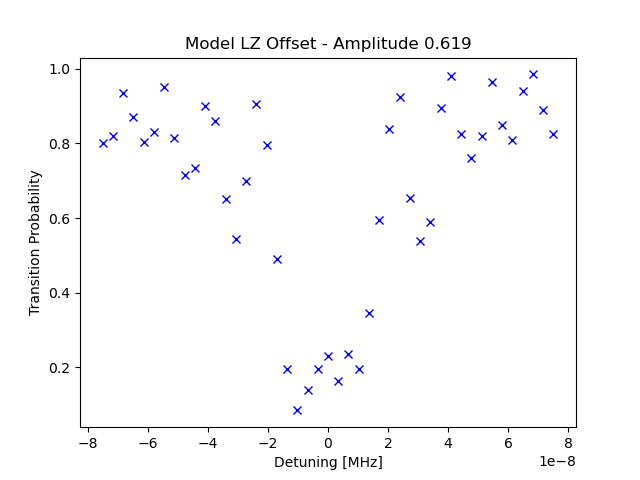 Model LZ Offset - Amplitude 0.619
Transition Probability
1.0
0.8
0.6
0.4
0.2
−8 −6 −4 −2 0 2 4 6 8
1e−8
Detuning [MHz]